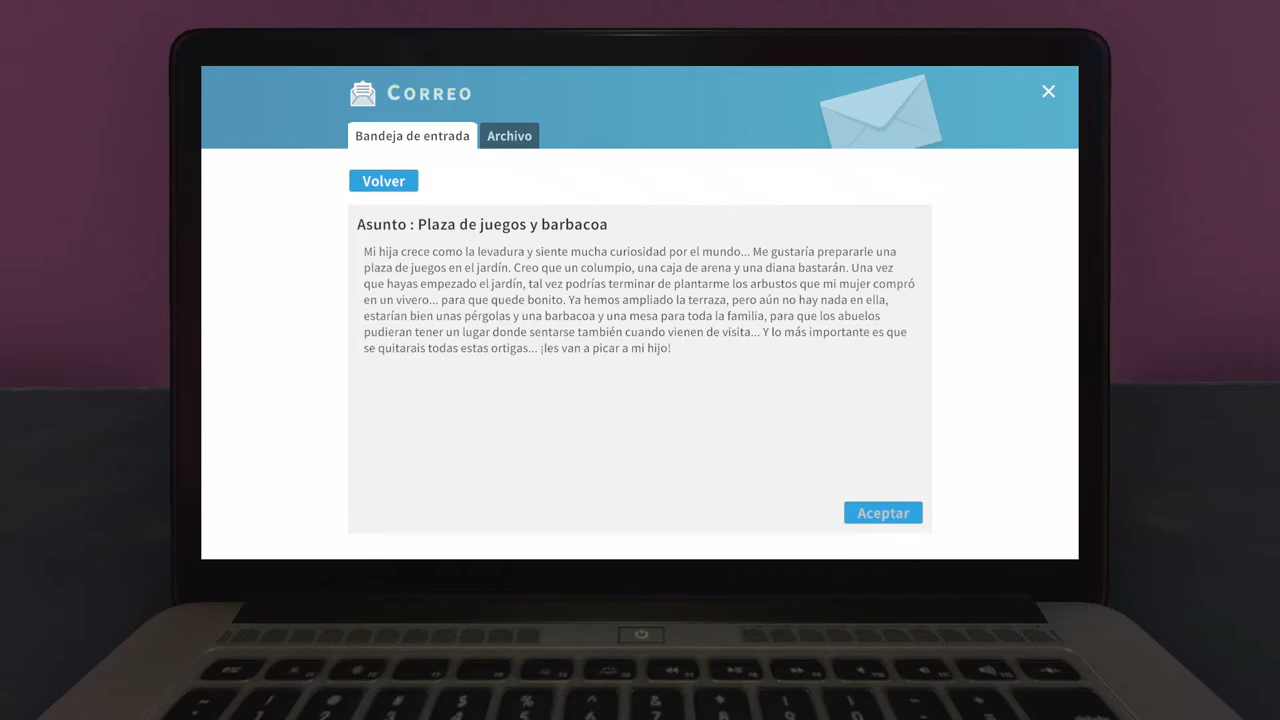 CORREO
Bandeja de entrada
Archivo
Volver
Asunto : Plaza de juegos y barbacoa
Mi hija crece como la levadura y siente mucha curiosidad por el mundo... Me gustaría prepararle una
plaza de juegos en el jardín. Creo que un columpio, una caja de arena y una diana bastarán. Una vez
que hayas empezado el jardín, tal vez podrías terminar de plantarme los arbustos que mi mujer compró
en un vivero... para que quede bonito. Ya hemos ampliado la terraza, pero aún no hay nada en ella,
estarían bien unas pérgolas y una barbacoa y una mesa para toda la familia, para que los abuelos
pudieran tener un lugar donde sentarse también cuando vienen de visita... Y lo más importante es que
se quitarais todas estas ortigas... ¡les van a picar a mi hijo!
Aceptar
esc